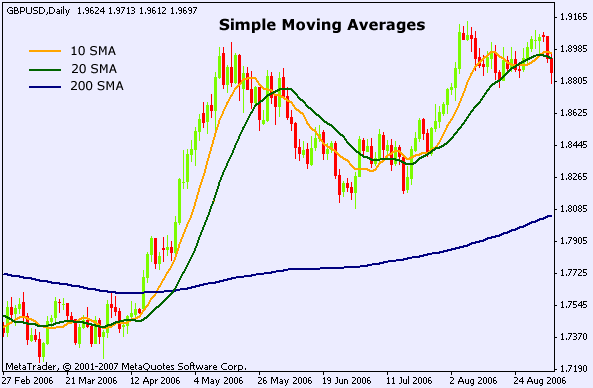 GBPUSD,Daily 1.9624 1.9713 1.9612 1.9697
Simple Moving Averages
10 SMA
20 SMA
200 SMA
1.9165
1.8985
1.8805
1.8625
1.8445
1.8265
1.8085
1.7905
1.7725
1.7545
1.7370
1.7190
MetaTrader, © 2001-2007 MetaQuotes Software Corp.
27 Feb 2006 21 Mar 2006 12 Apr 2006 4 May 2006 26 May 2006 19 Jun 2006 11 Jul 2006 2 Aug 2006 24 Aug 2006